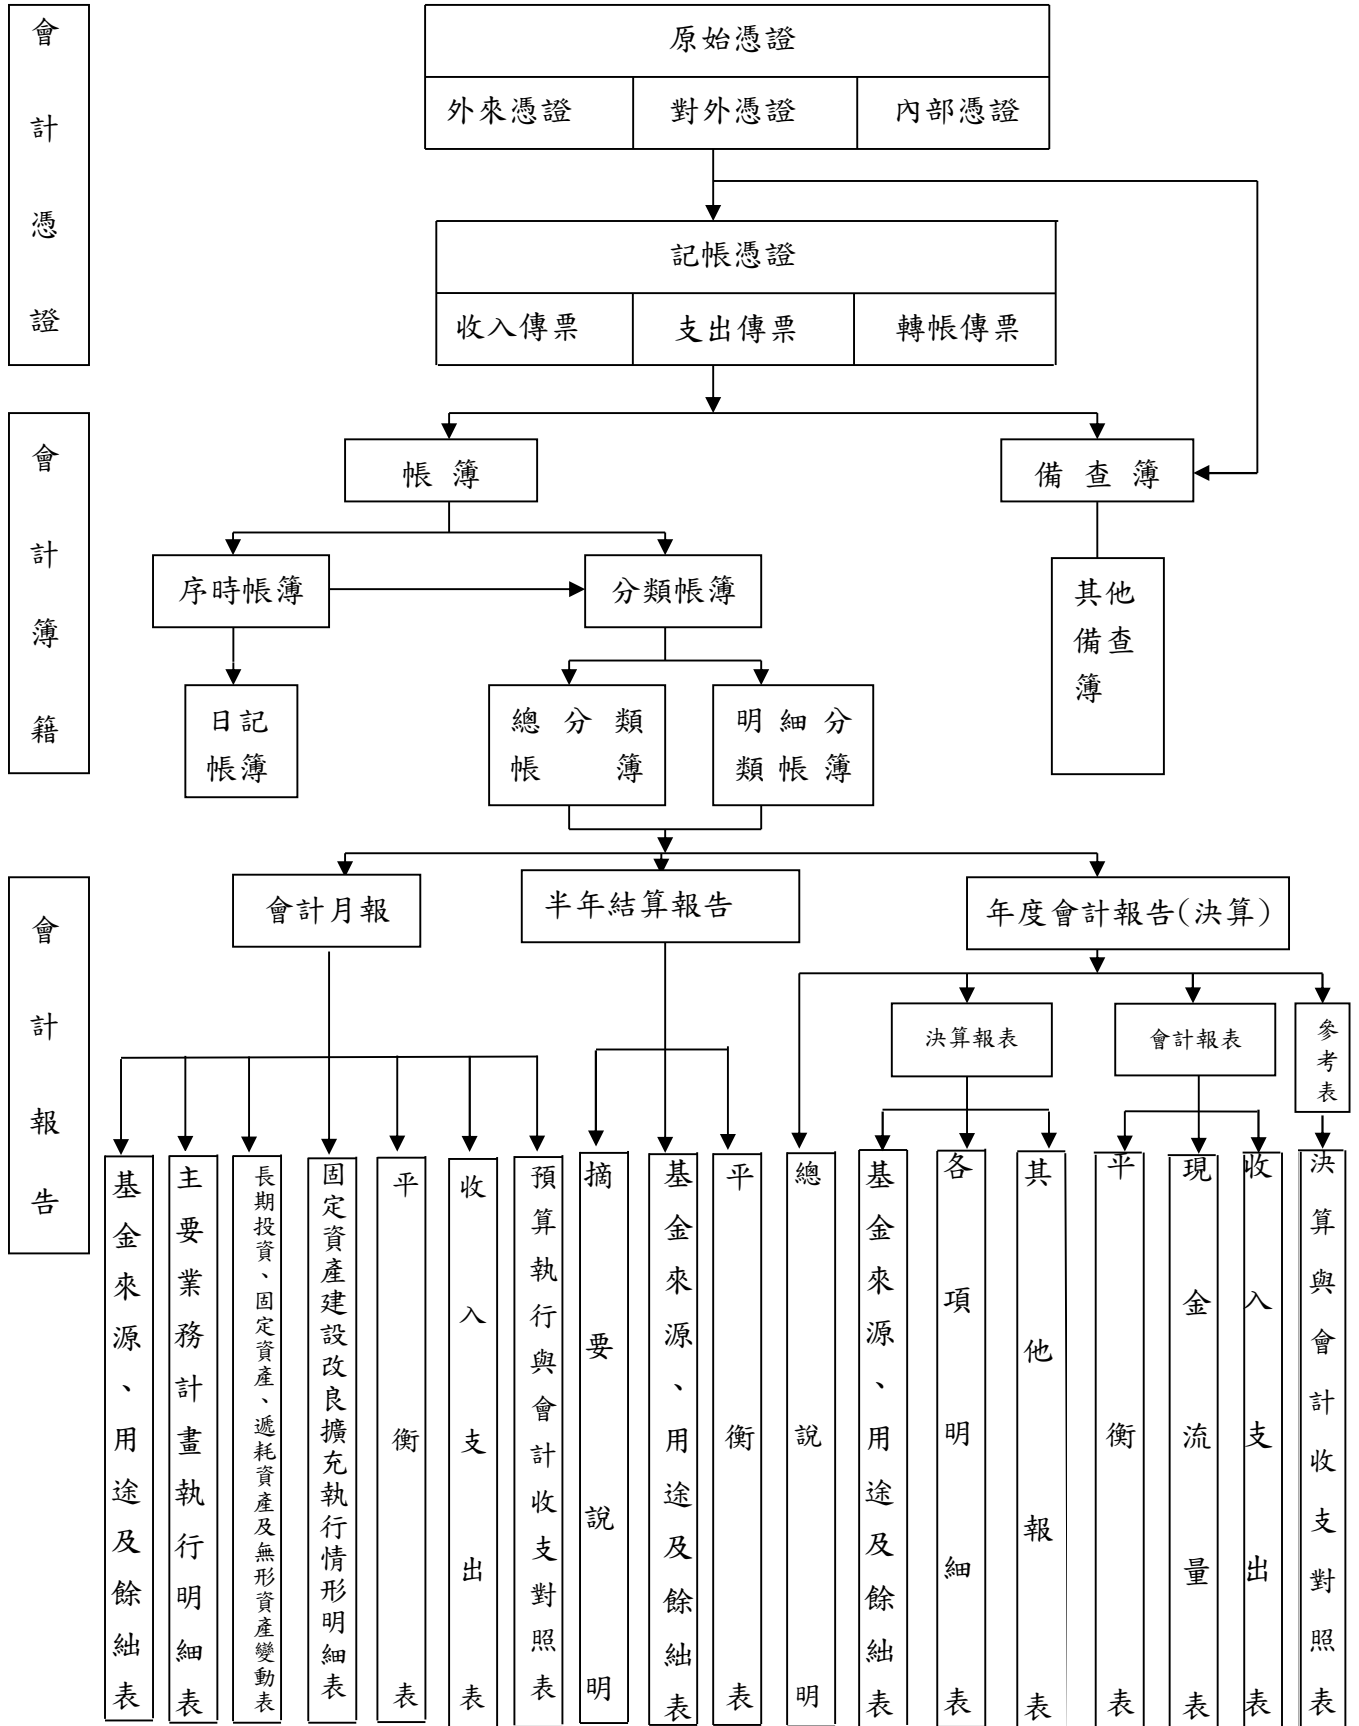 會計憑證
原始憑證
外來憑證
對外憑證
內部憑證
記帳憑證
收入傳票
支出傳票
轉帳傳票
會計簿籍
帳簿
備查簿
序時帳簿
分類帳簿
其他
備查
簿
日記
帳簿
總分類
帳簿
明細分
類帳簿
會計報告
會計月報
半年結算報告
年度會計報告(決算)
決算報表
會計報表
參考表
基金來源、用途及餘絀表
主要業務計畫執行明細表
長期投資、固定資產、遞耗資產及無形資產變動表
固定資產建設改良擴充執行情形明細表
平衡表
收入支出表
預算執行與會計收支對照表
摘要說明
基金來源、用途及餘絀表
平衡表
總說明
基金來源、用途及餘絀表
各項明細表
其他報表
平衡表
現金流量表
收入支出表
決算與會計收支對照表